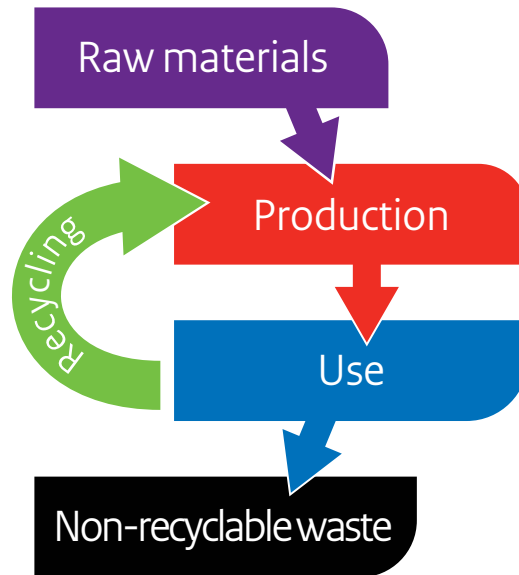 Raw materials
Production
Recycling
Use
Non-recyclable waste